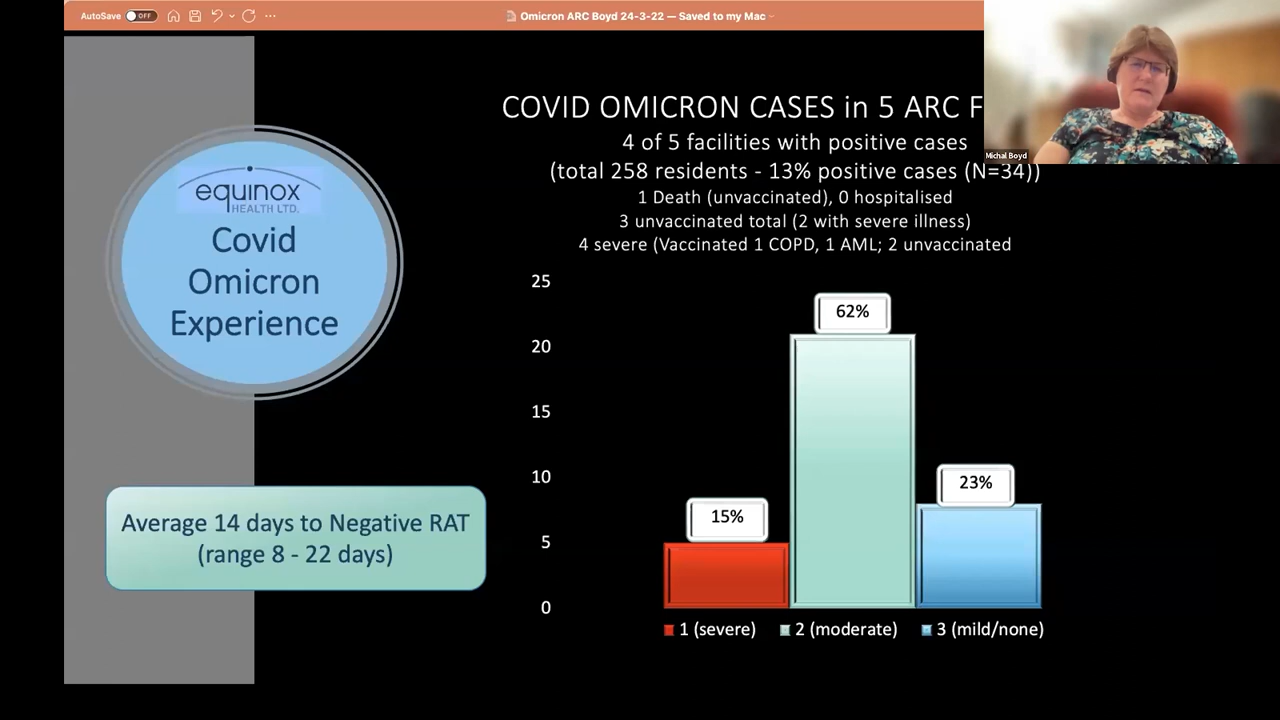 AutoSave OFF
Omicron ARC Boyd 24-3-22 — Saved to my Mac
Michal Boyd
equinox
HEALTH LTD.
Covid
Omicron
Experience
Average 14 days to Negative RAT
(range 8 - 22 days)
COVID OMICRON CASES in 5 ARC
4 of 5 facilities with positive cases
(total 258 residents - 13% positive cases (N=34))
1 Death (unvaccinated), 0 hospitalised
3 unvaccinated total (2 with severe illness)
4 severe (Vaccinated 1 COPD, 1 AML; 2 unvaccinated
25
20
15
10
5
0
15%
62%
23%
1 (severe)
2 (moderate)
3 (mild/none)